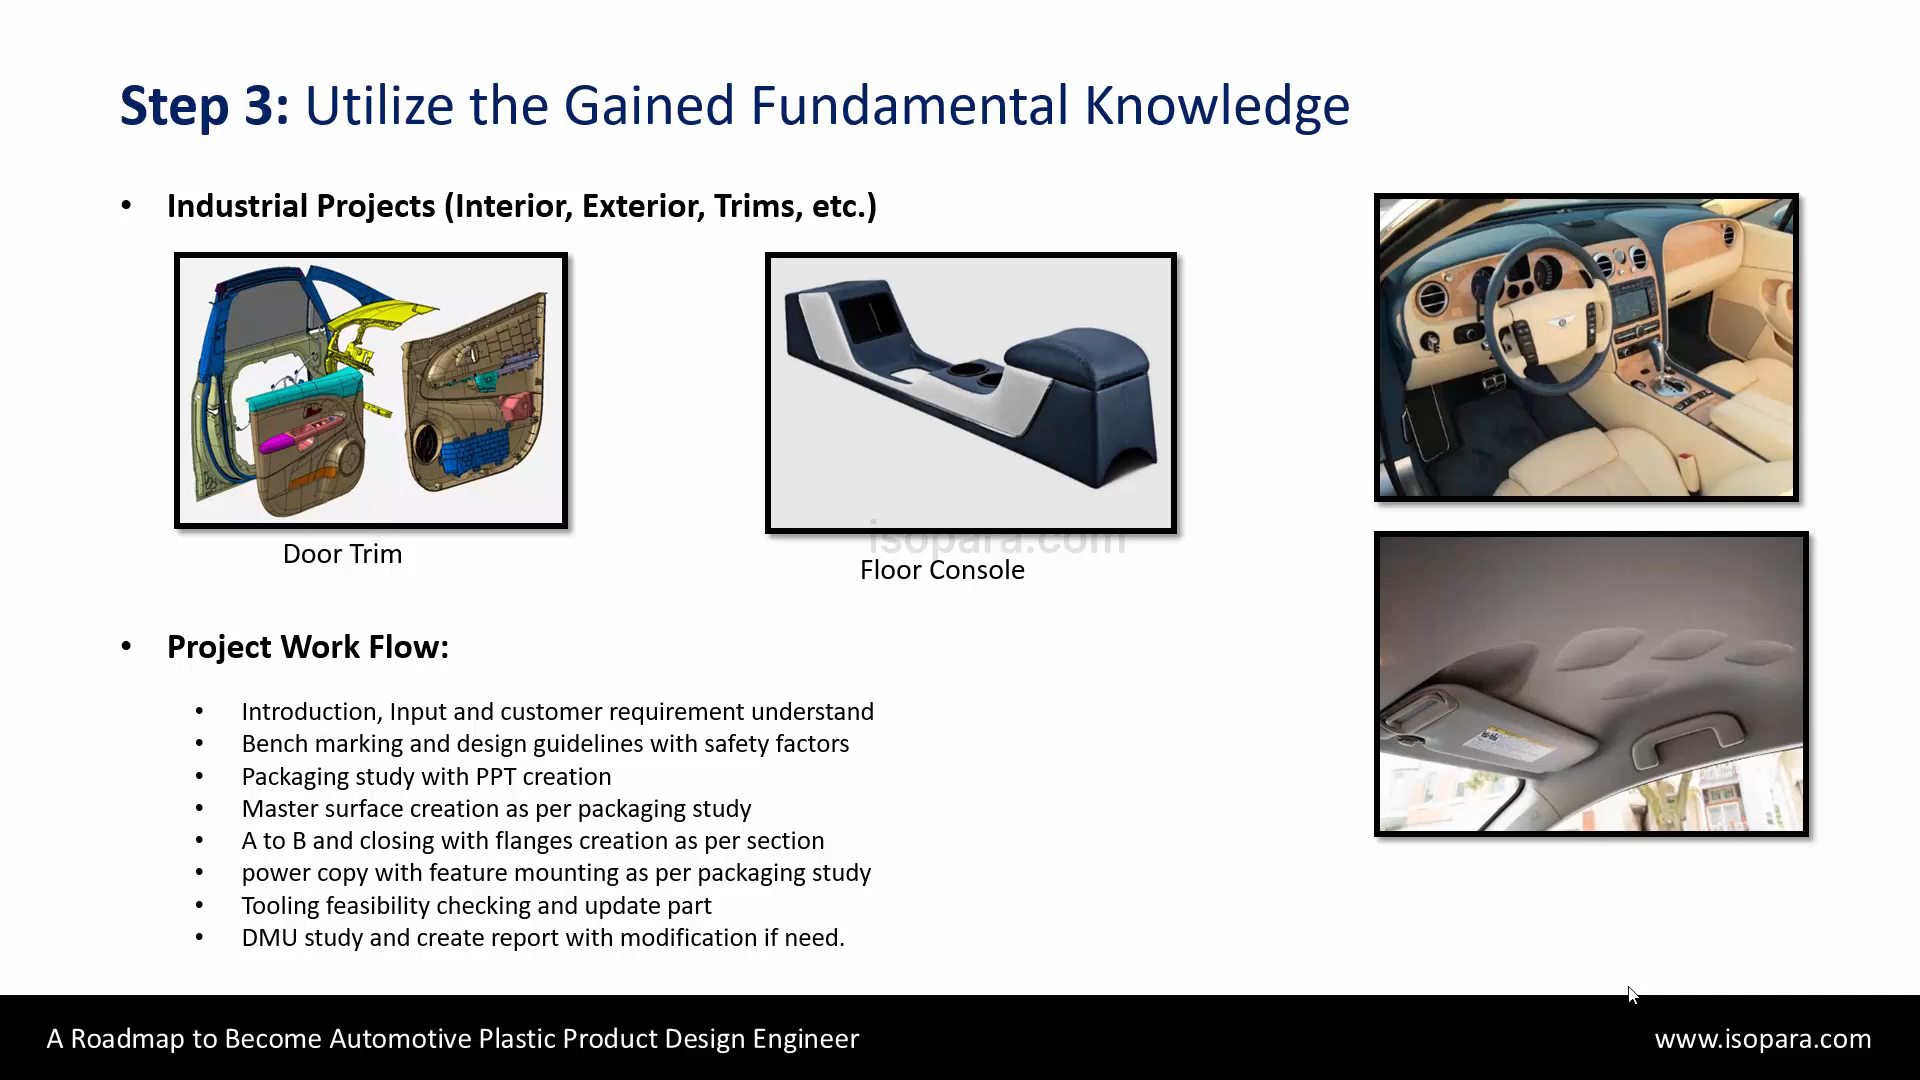 Step 3: Utilize the Gained Fundamental Knowledge
• Industrial Projects (Interior, Exterior, Trims, etc.)
Door Trim
isopara.com
Floor Console
• Project Work Flow:
• Introduction, Input and customer requirement understand
• Bench marking and design guidelines with safety factors
• Packaging study with PPT creation
• Master surface creation as per packaging study
• A to B and closing with flanges creation as per section
• power copy with feature mounting as per packaging study
• Tooling feasibility checking and update part
• DMU study and create report with modification if need.
A Roadmap to Become Automotive Plastic Product Design Engineer
www.isopara.com